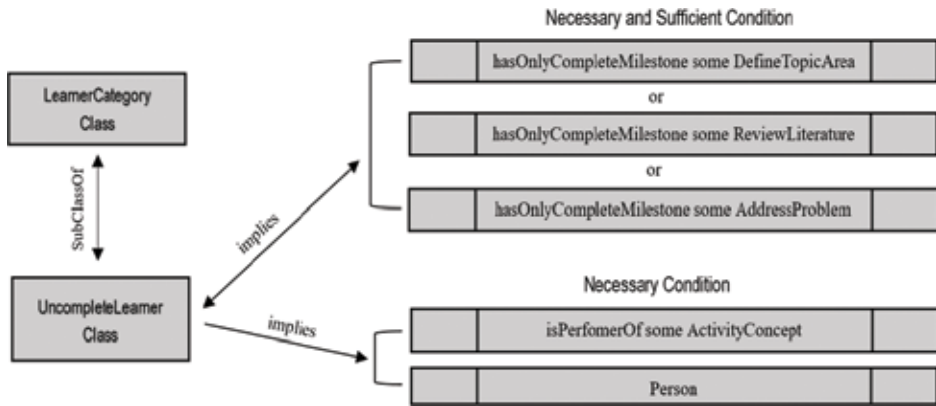 Necessary and Sufficient Condition
hasOnlyCompleteMilestone some DefineTopicArea
or
hasOnlyCompleteMilestone some ReviewLiterature
or
hasOnlyCompleteMilestone some AddressProblem
LearnerCategory
Class
SubClassOf
implies
UncompleteLearner
Class
implies
Necessary Condition
isPerfomerOf some ActivityConcept
Person